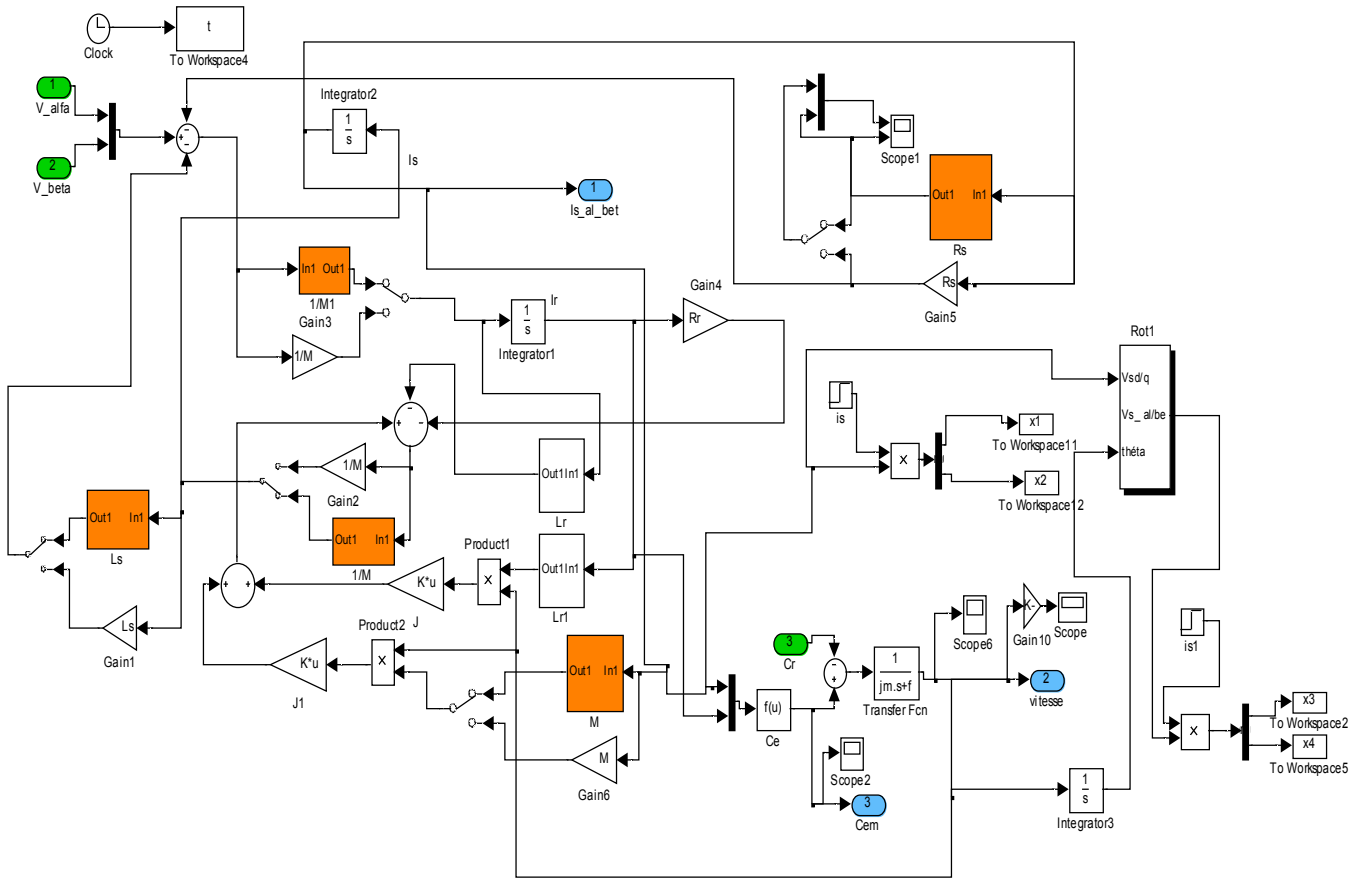 t
Clock
To Workspace4
1
V_alfa
2
V_beta
Integrator2
1
s
Is
1
Is_al_bet
Scope1
Out1 In1
Rs
Rs
Gain5
In1 Out1
1/M1
Gain3
1/M
Ir
1
s
Integrator1
Gain4
Rr
Rot1
Vsd/q
Vs_ al/be
théta
is
x
x1
To Workspace11
x2
To Workspace12
1/M
Gain2
Out1 In1
1/M
Out1In1
Lr
Out1 In1
Ls
Ls
Gain1
Product1
x
K*u
J
Out1In1
Lr1
Product2
x
K*u
J1
Out1 In1
M
M
Gain6
3
Cr
f(u)
Ce
1
jm.s+f
Transfer Fcn
Scope6
K-
Gain10
Scope
2
vitesse
Scope2
3
Cem
1
s
Integrator3
is1
x
x3
To Workspace2
x4
To Workspace5